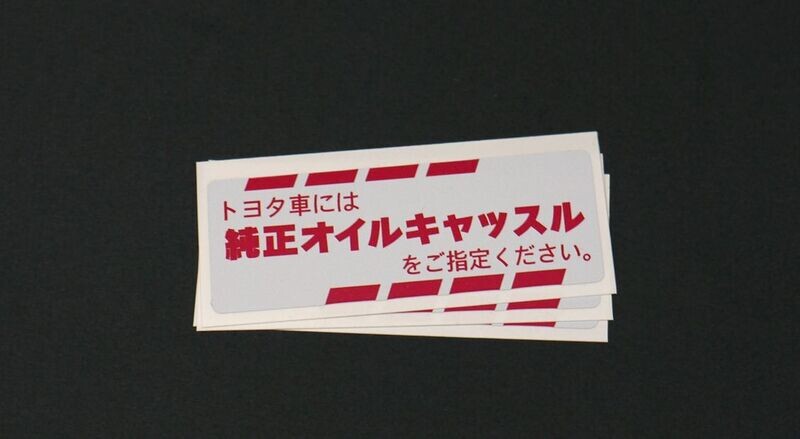 トヨタ車には
純正オイルキャッスル
をご指定ください。